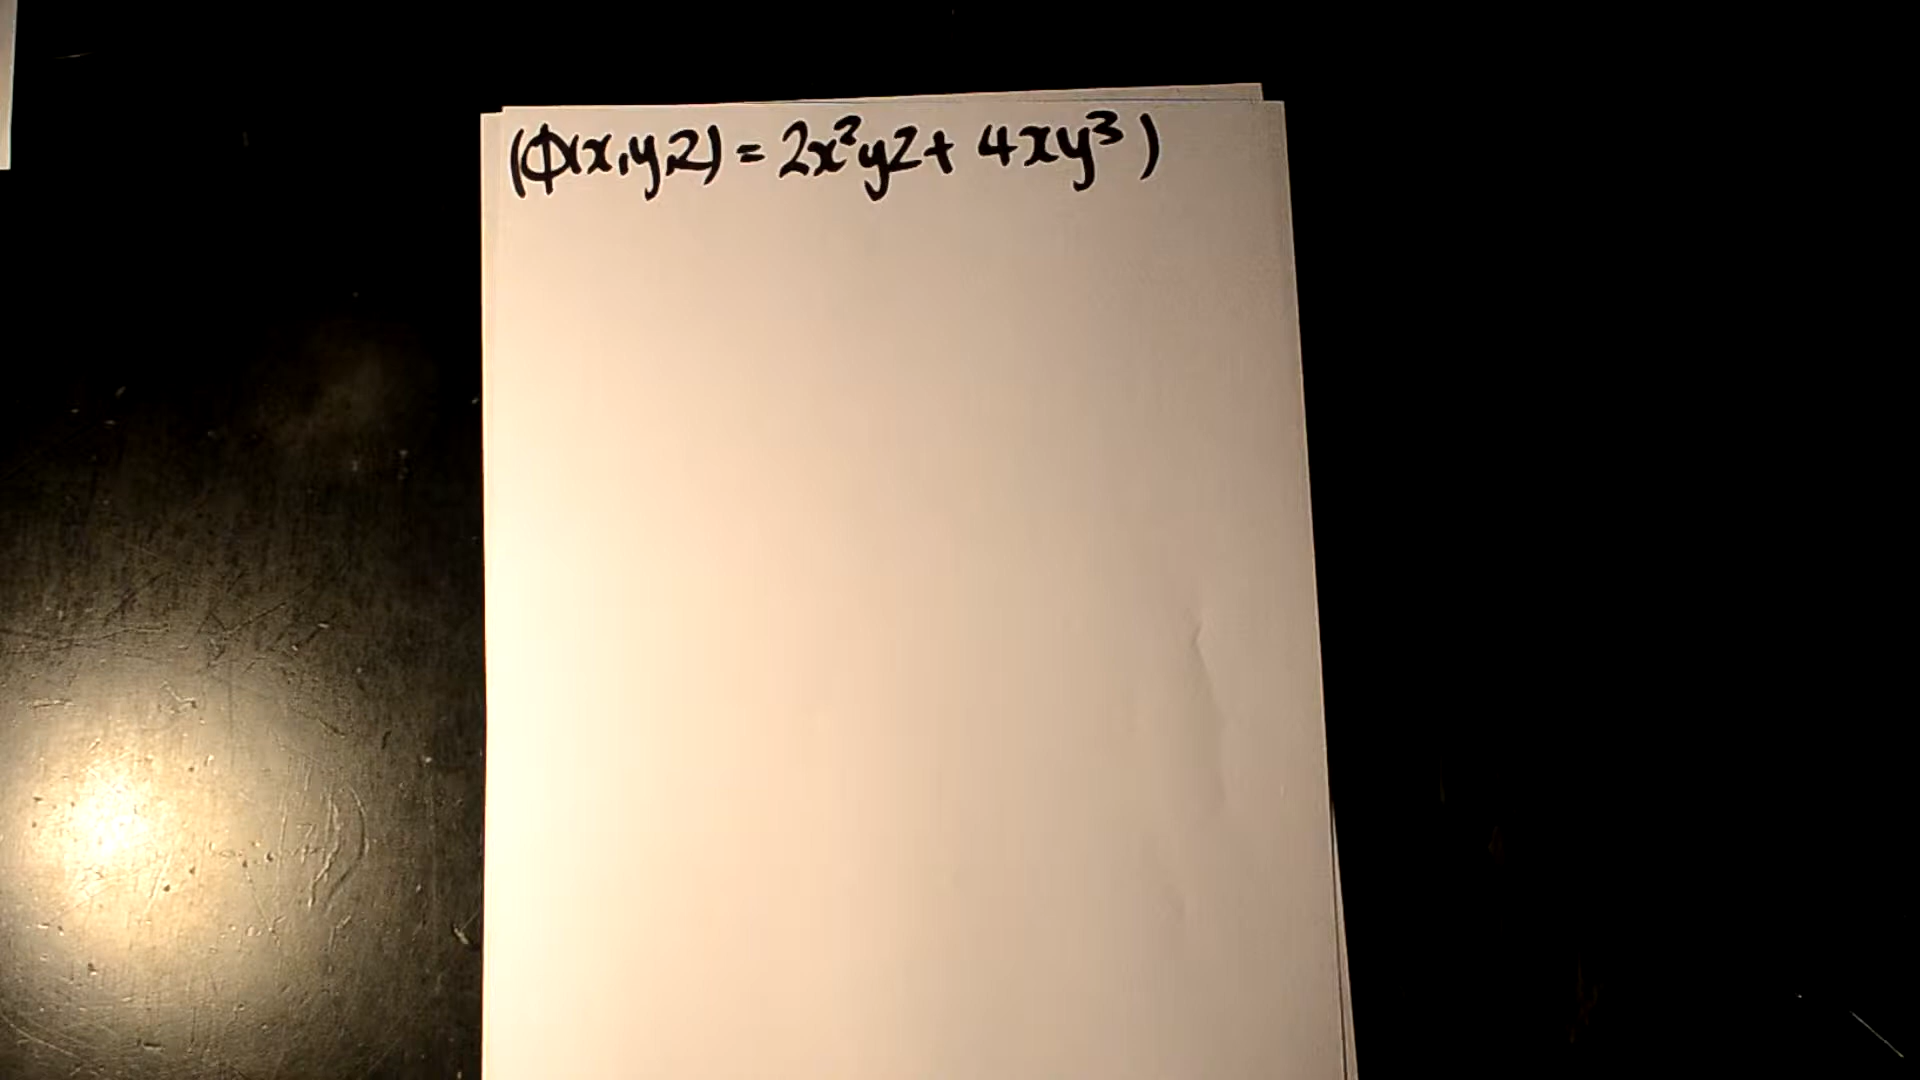 (ϕ(x,y,z) = 2x²yz + 4xy³)